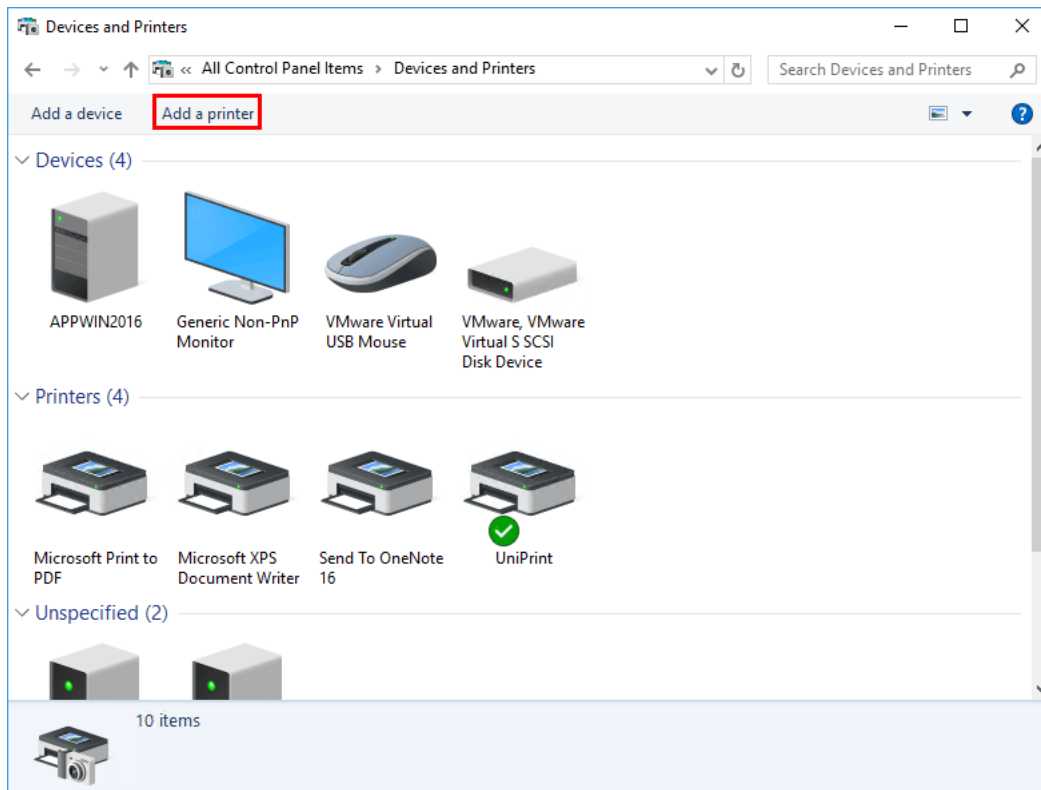 Devices and Printers
« All Control Panel Items > Devices and Printers
Search Devices and Printers
Add a device
Add a printer
?
Devices (4)
APPWIN2016
Generic Non-PnP
Monitor
VMware Virtual
USB Mouse
VMware, VMware
Virtual S SCSI
Disk Device
Printers (4)
Microsoft Print to
PDF
Microsoft XPS
Document Writer
Send To OneNote
16
UniPrint
Unspecified (2)
10 items